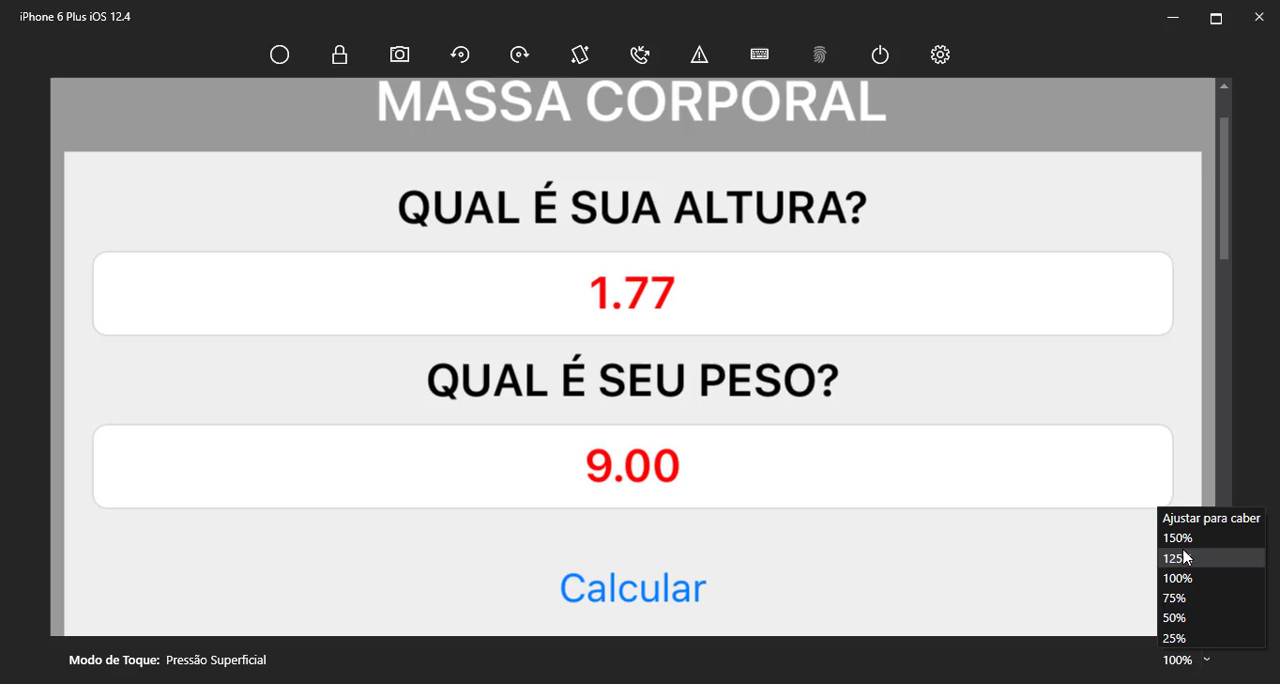 iPhone 6 Plus iOS 12.4
MASSA CORPORAL
QUAL É SUA ALTURA?
1.77
QUAL É SEU PESO?
9.00
Calcular
Ajustar para caber
150%
125%
100%
75%
50%
25%
Modo de Toque: Pressão Superficial
100%